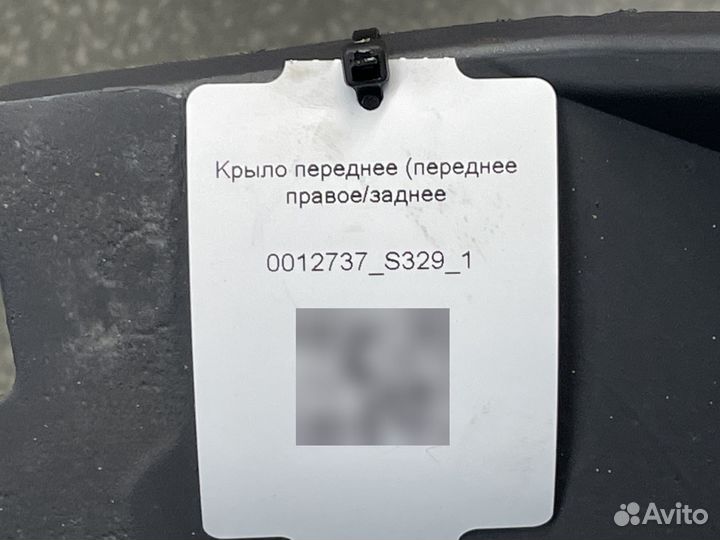 Крыло переднее (переднее
правое/заднее
0012737_S329_1
Avito